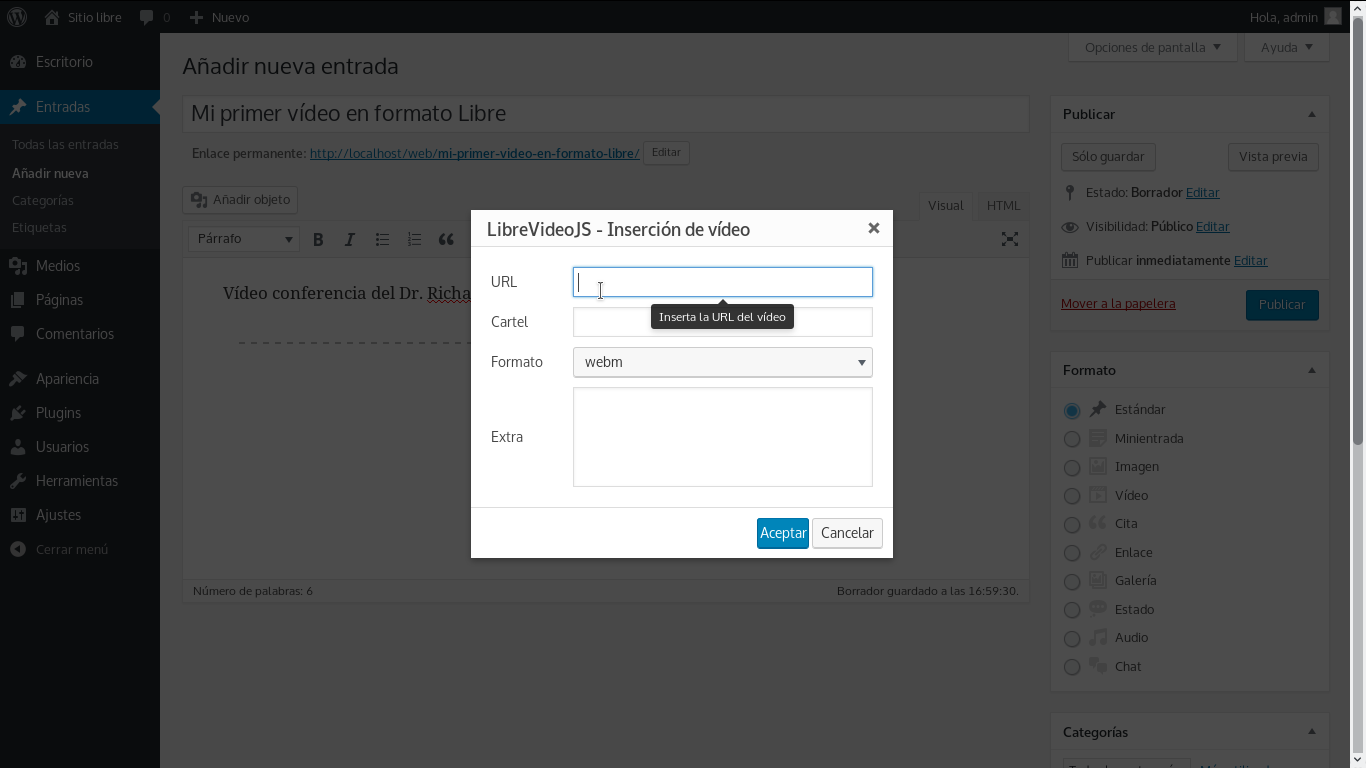 Sitio libre 0 Nuevo Hola, admin
Opciones de pantalla Ayuda
Escritorio
Entradas
Todas las entradas
Añadir nueva
Categorías
Etiquetas
Medios
Páginas
Comentarios
Apariencia
Plugins
Usuarios
Herramientas
Ajustes
Cerrar menú
Añadir nueva entrada
Mi primer vídeo en formato Libre
Enlace permanente: http://localhost/web/mi-primer-video-en-formato-libre/ Editar
Añadir objeto
Visual HTML
Párrafo B I
Vídeo conferencia del Dr. Richa
Número de palabras: 6 Borrador guardado a las 16:59:30.
LibreVideoJS - Inserción de vídeo
URL
Inserta la URL del vídeo
Cartel
Formato webm
Extra
Aceptar Cancelar
Publicar
Sólo guardar Vista previa
Estado: Borrador Editar
Visibilidad: Público Editar
Publicar inmediatamente Editar
Mover a la papelera Publicar
Formato
Estándar
Minientrada
Imagen
Vídeo
Cita
Enlace
Galería
Estado
Audio
Chat
Categorías